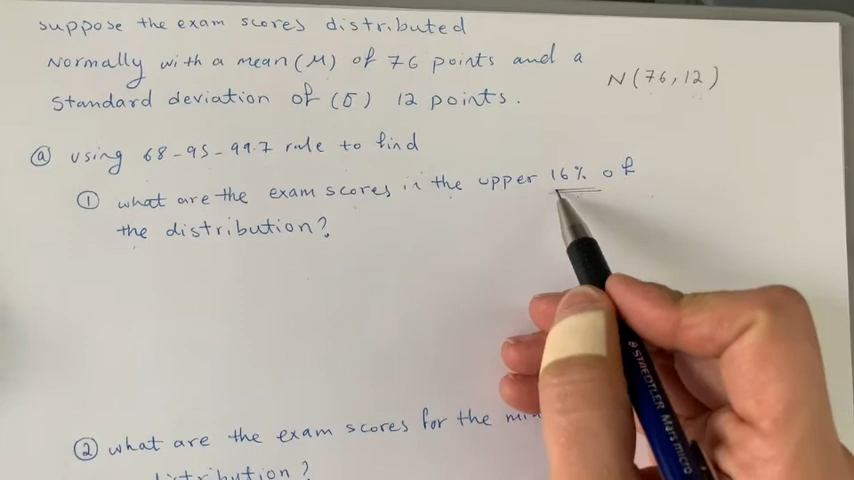 suppose the exam scores distributed
Normally with a mean (M) of 76 points and a
standard deviation of (σ) 12 points.
N(76,12)
ⓐ using 68-95-99.7 rule to find
① what are the exam scores in the upper 16% of
the distribution?
② what are the exam scores for the
distribution?
STAEDTLER Mars micro